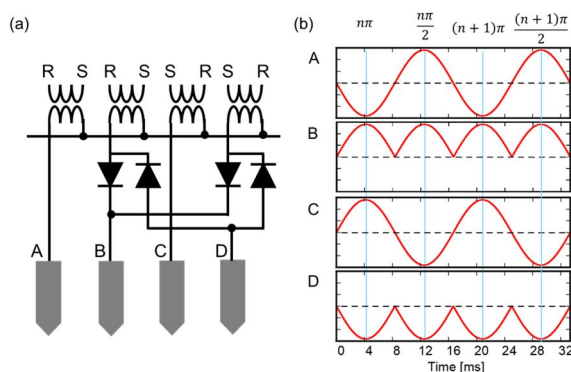 (a)
R S R S R S S R
A B C D
(b)
nπ nπ/2 (n + 1)π (n + 1)π/2
A
B
C
D
0 4 8 12 16 20 24 28 32
Time [ms]